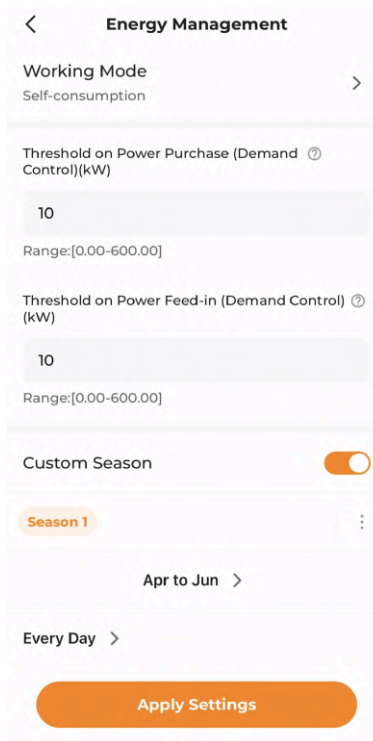 Energy Management
Working Mode
Self-consumption
Threshold on Power Purchase (Demand
Control)(kW)
10
Range:[0.00-600.00]
Threshold on Power Feed-in (Demand Control)
(kW)
10
Range:[0.00-600.00]
Custom Season
Season 1
Apr to Jun
Every Day
Apply Settings